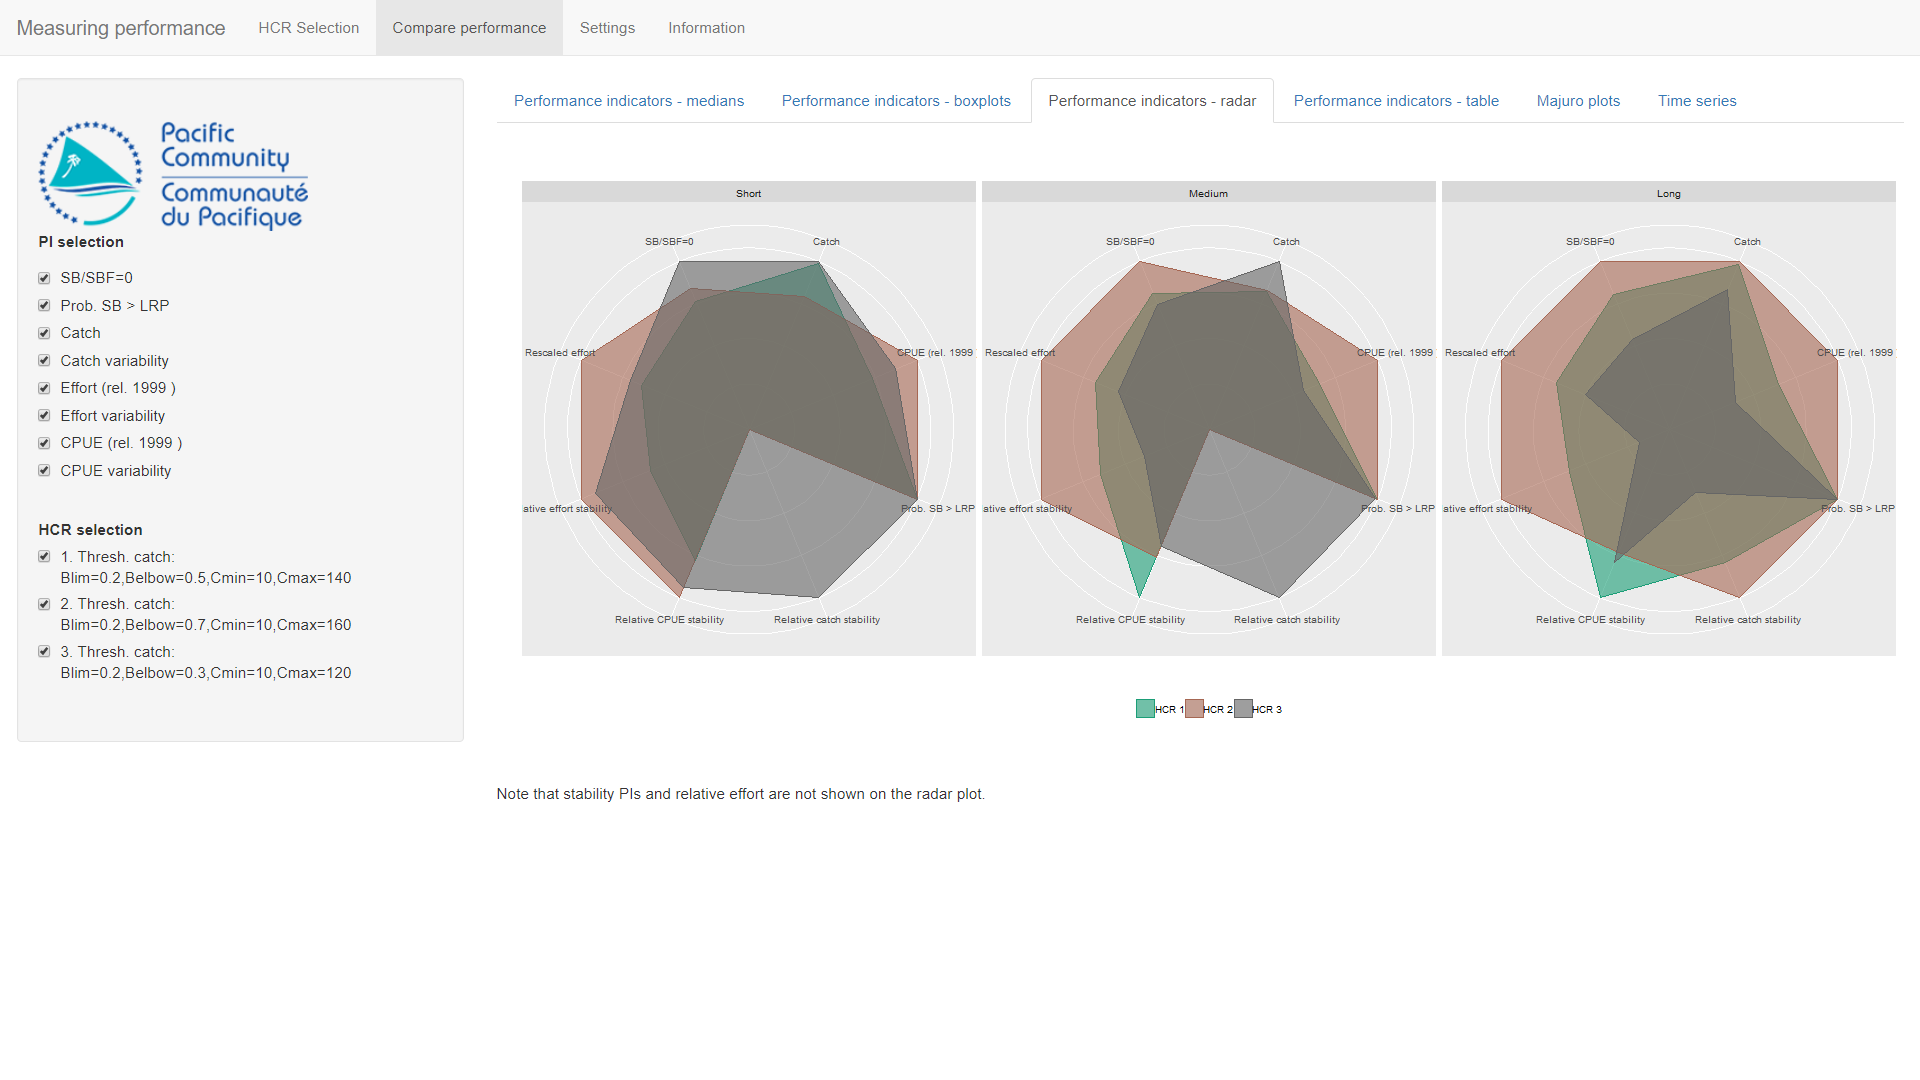 Measuring performance
HCR Selection
Compare performance
Settings
Information
Pacific
Community
Communauté
du Pacifique
PI selection
SB/SBF=0
Prob. SB > LRP
Catch
Catch variability
Effort (rel. 1999 )
Effort variability
CPUE (rel. 1999 )
CPUE variability
HCR selection
1. Thresh. catch:
Blim=0.2,Belbow=0.5,Cmin=10,Cmax=140
2. Thresh. catch:
Blim=0.2,Belbow=0.7,Cmin=10,Cmax=160
3. Thresh. catch:
Blim=0.2,Belbow=0.3,Cmin=10,Cmax=120
Performance indicators - medians
Performance indicators - boxplots
Performance indicators - radar
Performance indicators - table
Majuro plots
Time series
Short
SB/SBF=0
Catch
Rescaled effort
CPUE (rel. 1999
ative effort stability
Prob. SB > LRP
Relative CPUE stability
Relative catch stability
Medium
SB/SBF=0
Catch
Rescaled effort
CPUE (rel. 1999
ative effort stability
Prob. SB > LRP
Relative CPUE stability
Relative catch stability
Long
SB/SBF=0
Catch
Rescaled effort
CPUE (rel. 1999
ative effort stability
Prob. SB > LRP
Relative CPUE stability
Relative catch stability
HCR 1
HCR 2
HCR 3
Note that stability PIs and relative effort are not shown on the radar plot.